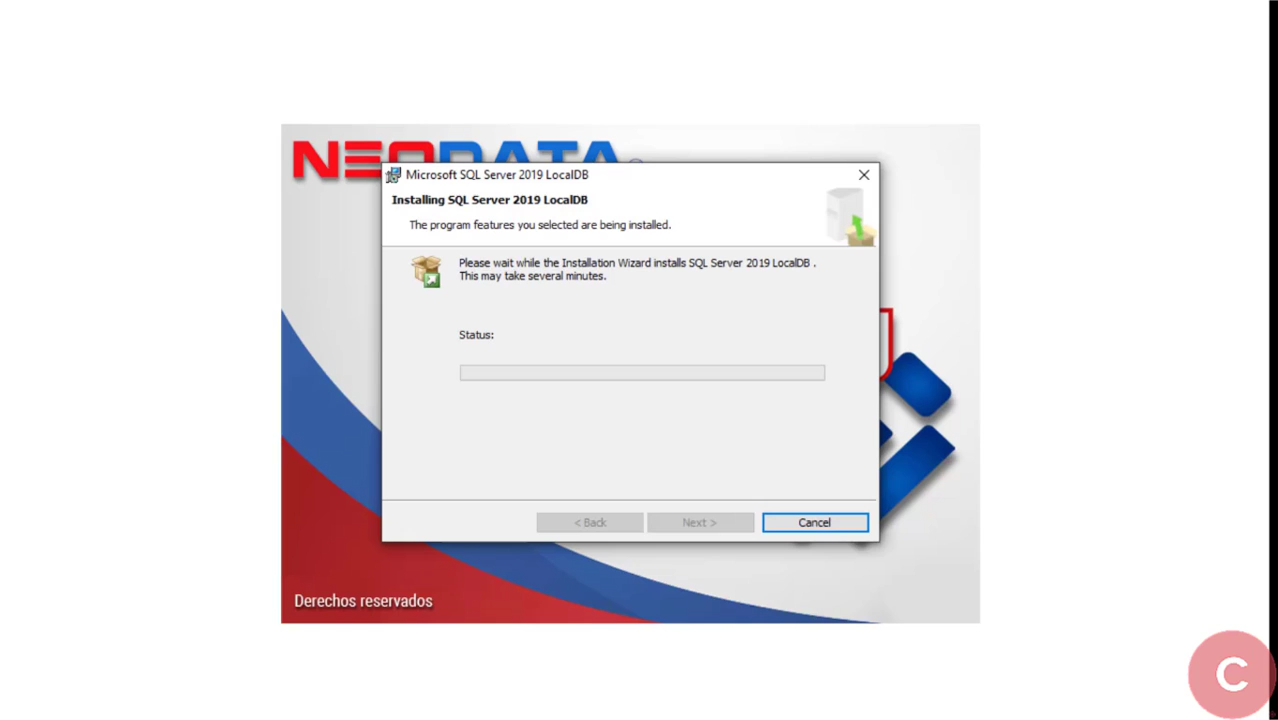 NEODATA
Microsoft SQL Server 2019 LocalDB
Installing SQL Server 2019 LocalDB
The program features you selected are being installed.
Please wait while the Installation Wizard installs SQL Server 2019 LocalDB .
This may take several minutes.
Status:
< Back
Next >
Cancel
Derechos reservados
C